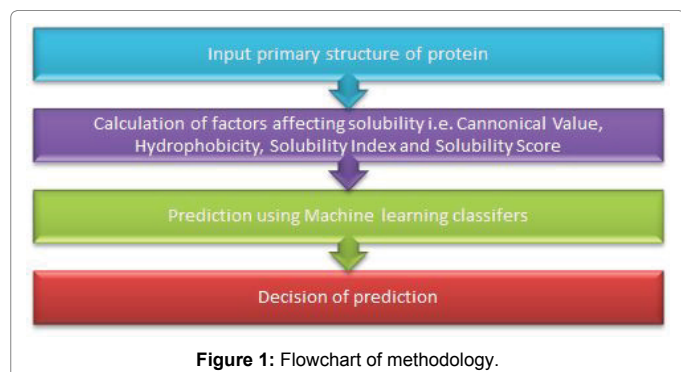 Input primary structure of protein
Calculation of factors affecting solubility i.e. Cannonical Value,
Hydrophobicity, Solubility Index and Solubility Score
Prediction using Machine learning classifers
Decision of prediction
Figure 1: Flowchart of methodology.